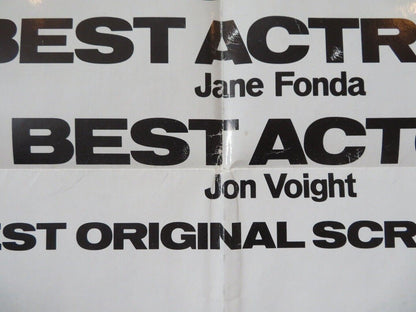 BEST ACTR
Jane Fonda
BEST ACTO
Jon Voight
EST ORIGINAL SCR